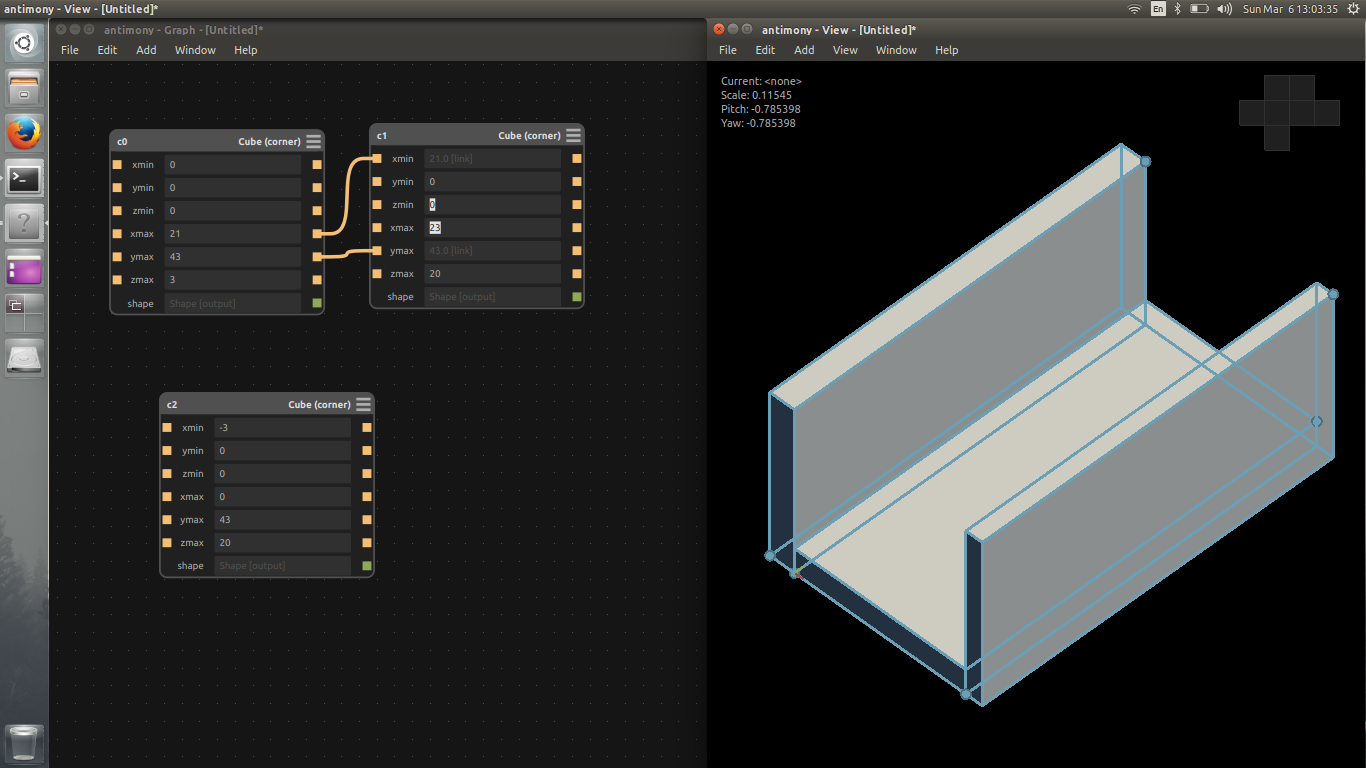 antimony - View - [Untitled]*
En
Sun Mar 6 13:03:35
antimony - Graph - [Untitled]*
File Edit Add Window Help
c0 Cube (corner)
xmin 0
ymin 0
zmin 0
xmax 21
ymax 43
zmax 3
shape Shape [output]
c1 Cube (corner)
xmin 21.0 [link]
ymin 0
zmin 0
xmax 23
ymax 43.0 [link]
zmax 20
shape Shape [output]
c2 Cube (corner)
xmin -3
ymin 0
zmin 0
xmax 0
ymax 43
zmax 20
shape Shape [output]
antimony - View - [Untitled]*
File Edit Add View Window Help
Current: <none>
Scale: 0.11545
Pitch: -0.785398
Yaw: -0.785398